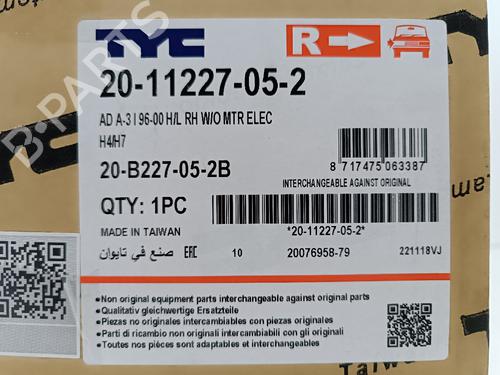 TYC
R
20-11227-05-2
AD A-3 I 96-00 H/L RH W/O MTR ELEC
H4/H7
20-B227-05-2B
8 717475 063387
INTERCHANGEABLE AGAINST ORIGINAL
QTY: 1PC
MADE IN TAIWAN
*20-11227-05-2*
صنع في تايوان
EAC
10
20076958-79
221118VJ
• Non original equipment parts interchangeable against original parts
• Qualitativ gleichwertige Ersatzteile
• Piezas no originales intercambiables con piezas originales
• Parti di ricambio non originali intercambiabili con gli originali
• Toutes nos pièces sont adaptables à l'identique
Taiwan
B-PARTS